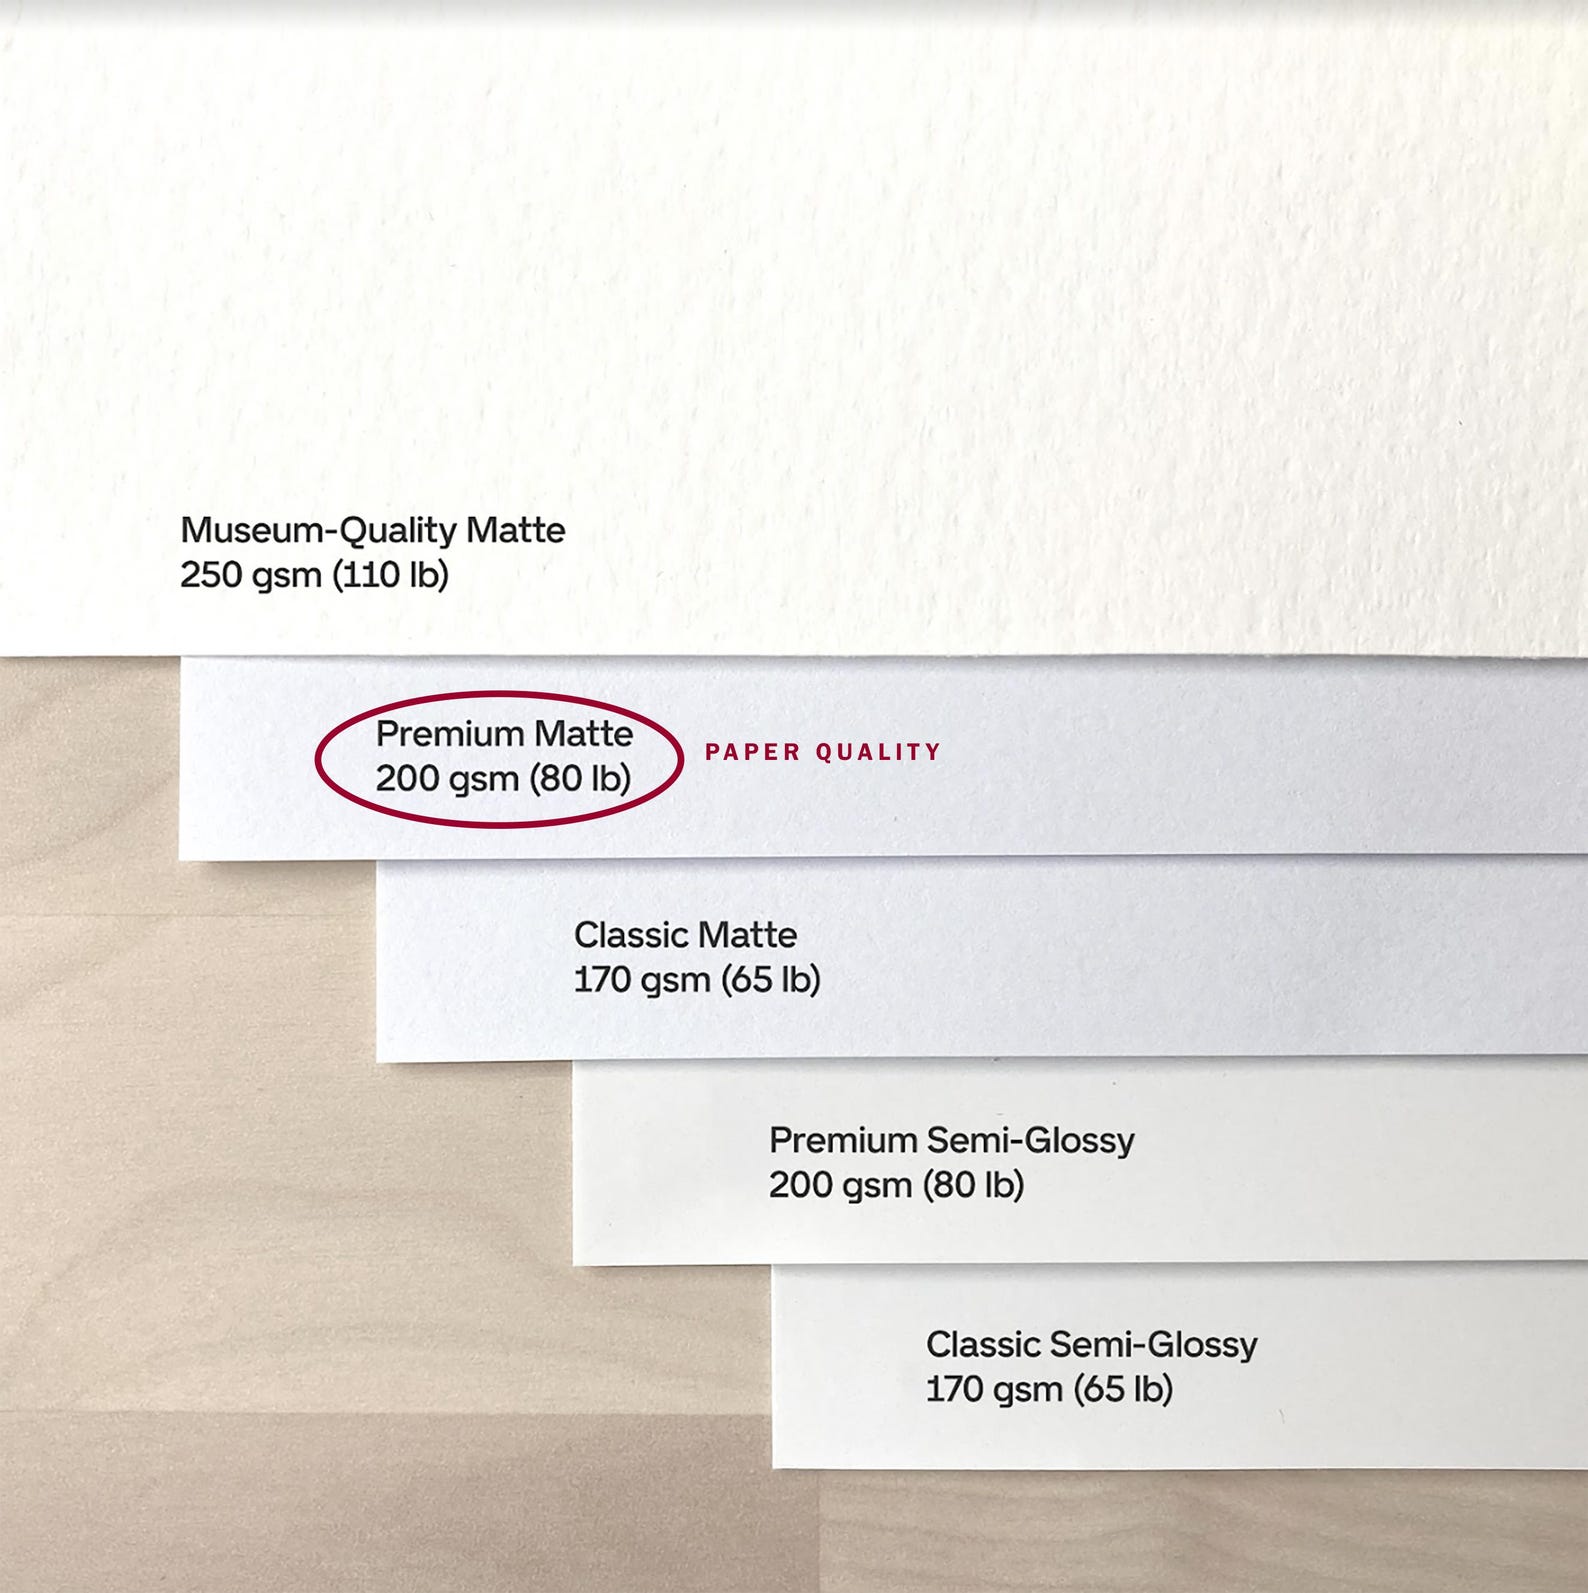 Museum-Quality Matte
250 gsm (110 lb)
Premium Matte
200 gsm (80 lb)
PAPER QUALITY
Classic Matte
170 gsm (65 lb)
Premium Semi-Glossy
200 gsm (80 lb)
Classic Semi-Glossy
170 gsm (65 lb)